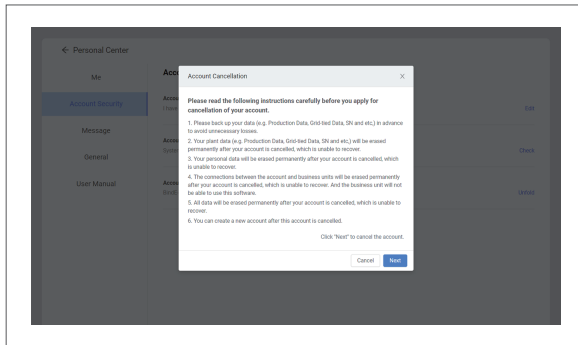 ← Personal Center
Me
Account Security
Message
General
User Manual
Edit
Check
Unfold
Account Cancellation
X
Please read the following instructions carefully before you apply for
cancellation of your account.
1. Please back up your data (e.g. Production Data, Grid-tied Data, SN and etc,) in advance
to avoid unnecessary losses.
2. Your plant data (e.g. Production Data, Grid-tied Data, SN and etc,) will be erased
permanently after your account is cancelled, which is unable to recover.
3. Your personal data will be erased permanently after your account is cancelled, which
is unable to recover.
4. The connections between the account and business units will be erased permanently
after your account is cancelled, which is unable to recover. And the business unit will not
be able to use this software.
5. All data will be erased permanently after your account is cancelled, which is unable to
recover.
6. You can create a new account after this account is cancelled.
Click "Next" to cancel the account.
Cancel
Next